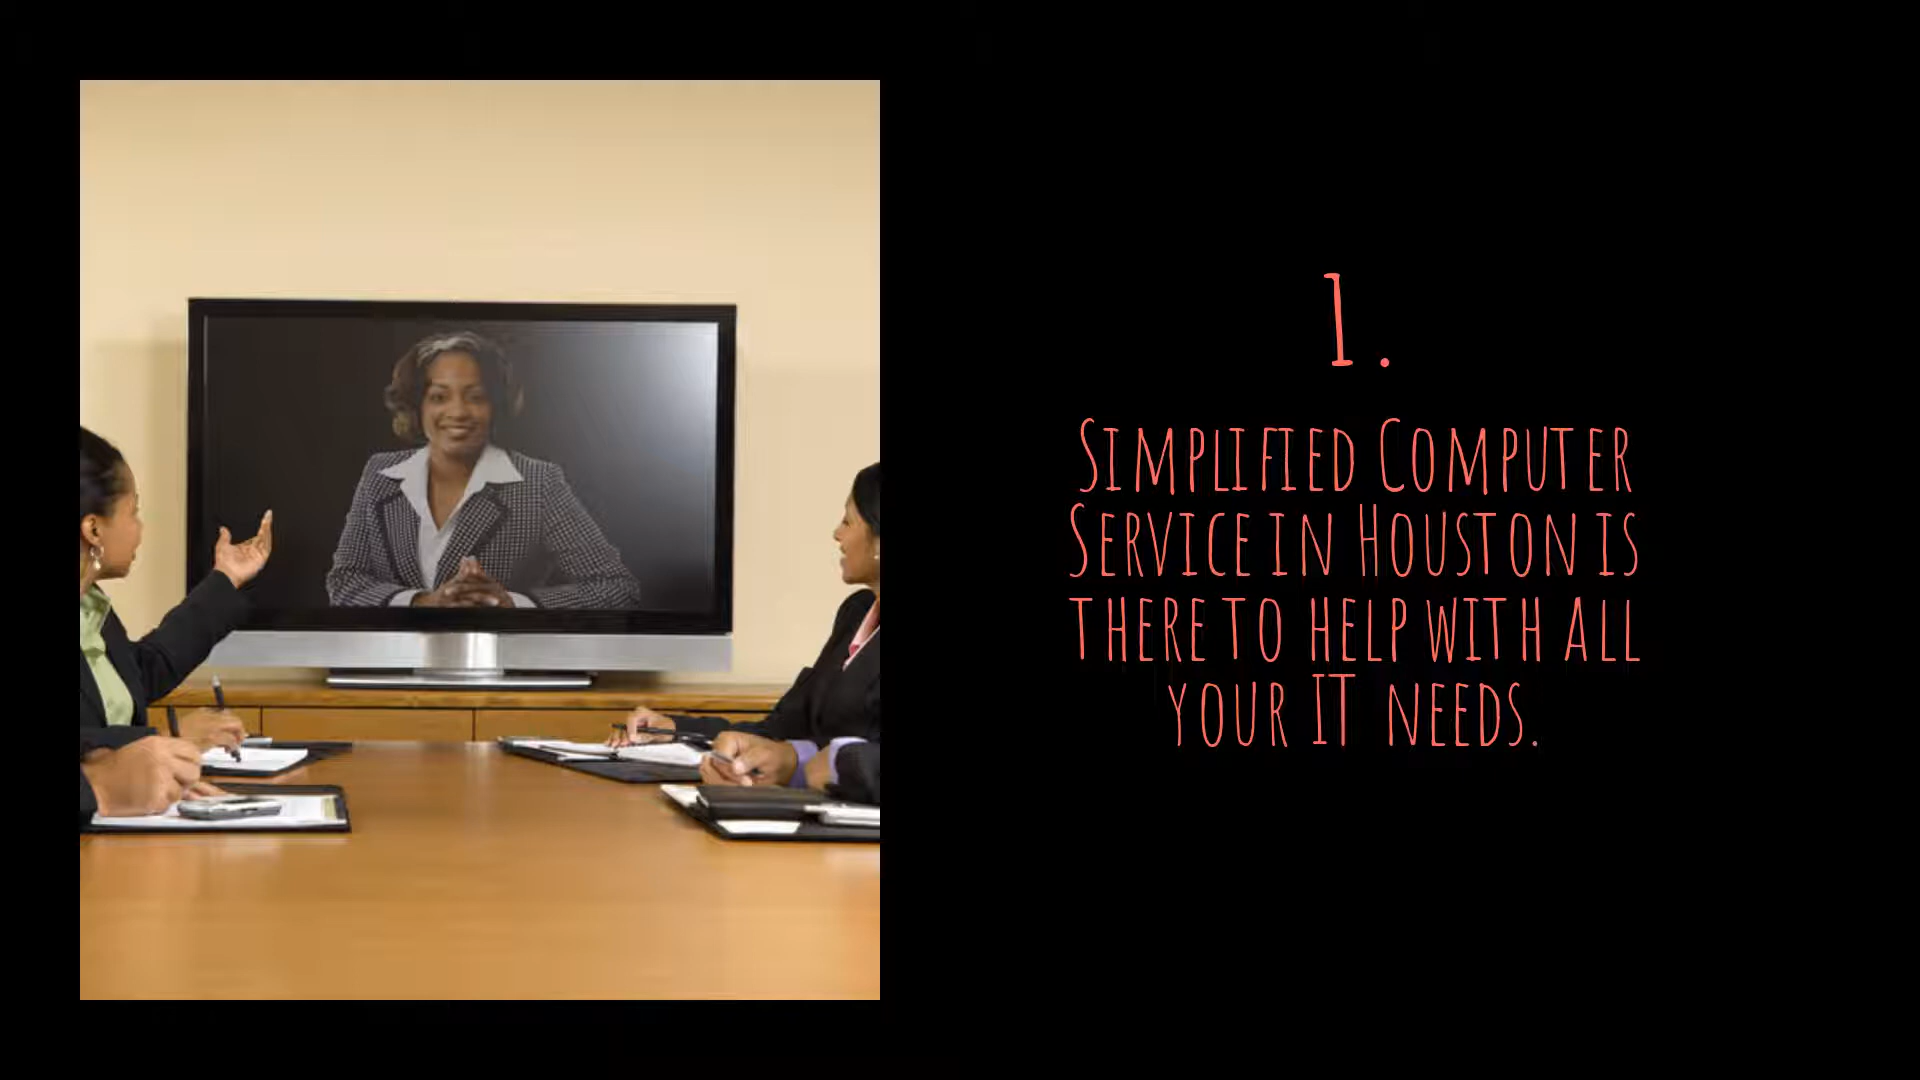 1.
Simplified Computer
Service in Houston is
there to help with all
your IT needs.